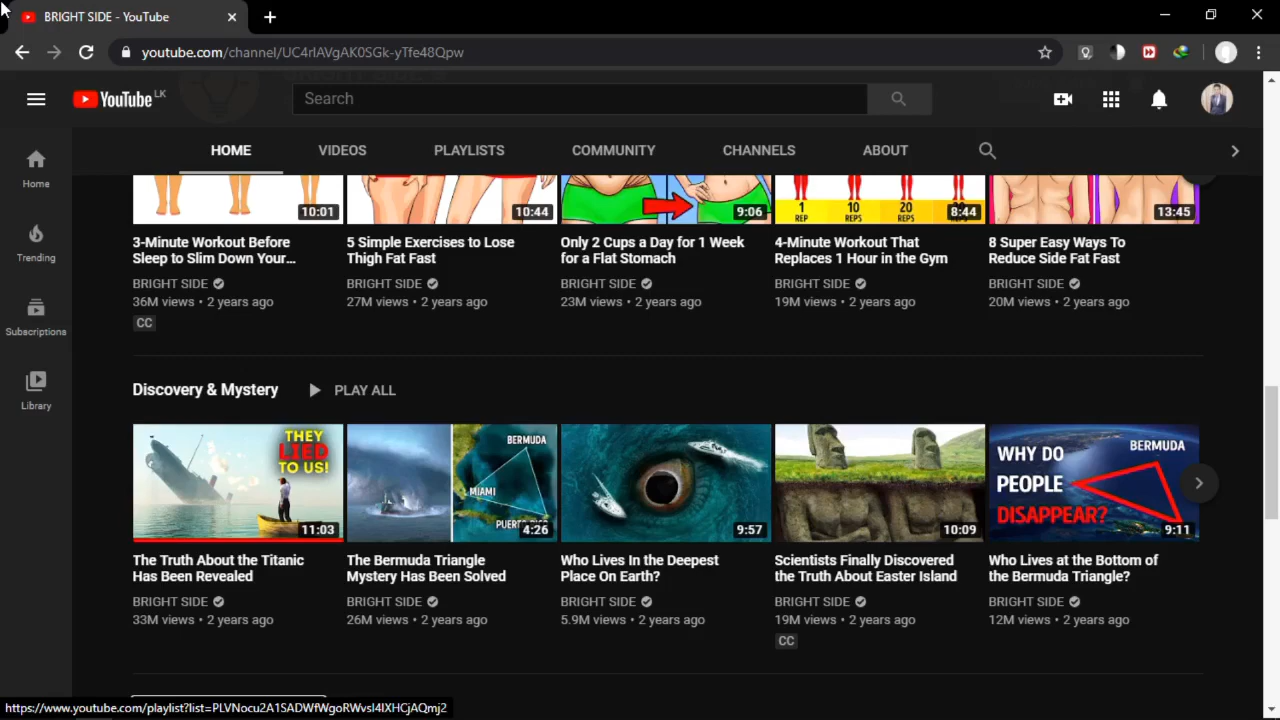 BRIGHT SIDE - YouTube
youtube.com/channel/UC4rlAVgAK0SGk-yTfe48Qpw
YouTube LK
Search
HOME VIDEOS PLAYLISTS COMMUNITY CHANNELS ABOUT
Home
Trending
Subscriptions
Library
10:01
10:44
9:06
1 REP 10 REPS 20 REPS 8:44
13:45
3-Minute Workout Before
Sleep to Slim Down Your...
BRIGHT SIDE
36M views • 2 years ago
CC
5 Simple Exercises to Lose
Thigh Fat Fast
BRIGHT SIDE
27M views • 2 years ago
Only 2 Cups a Day for 1 Week
for a Flat Stomach
BRIGHT SIDE
23M views • 2 years ago
4-Minute Workout That
Replaces 1 Hour in the Gym
BRIGHT SIDE
19M views • 2 years ago
8 Super Easy Ways To
Reduce Side Fat Fast
BRIGHT SIDE
20M views • 2 years ago
Discovery & Mystery PLAY ALL
THEY
LIED
TO US!
11:03
The Truth About the Titanic
Has Been Revealed
BRIGHT SIDE
33M views • 2 years ago
BERMUDA
MIAMI
PUERTO RICO
4:26
The Bermuda Triangle
Mystery Has Been Solved
BRIGHT SIDE
26M views • 2 years ago
9:57
Who Lives In the Deepest
Place On Earth?
BRIGHT SIDE
5.9M views • 2 years ago
10:09
Scientists Finally Discovered
the Truth About Easter Island
BRIGHT SIDE
19M views • 2 years ago
CC
BERMUDA
WHY DO
PEOPLE
DISAPPEAR?
9:11
Who Lives at the Bottom of
the Bermuda Triangle?
BRIGHT SIDE
12M views • 2 years ago
https://www.youtube.com/playlist?list=PLVNocu2A1SADWfWgoRWvsl4lXHCjAQmj2